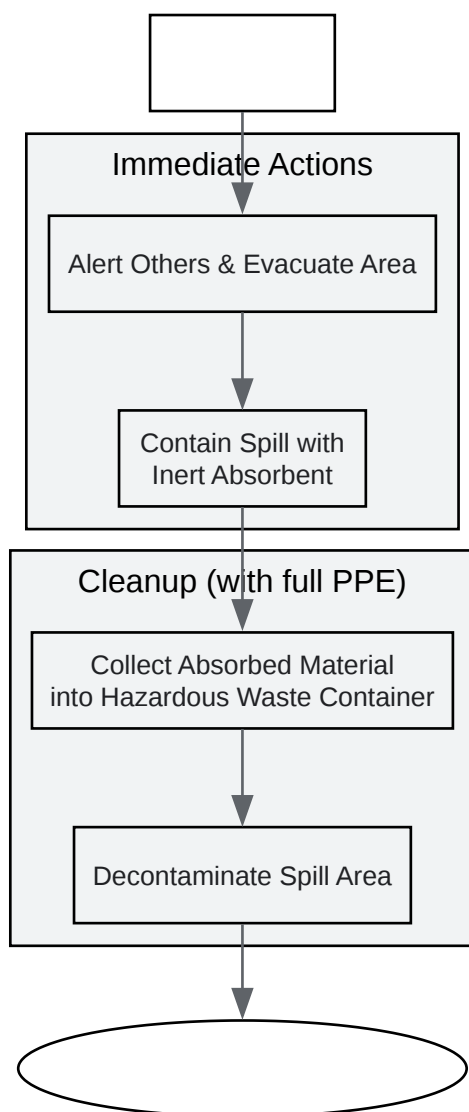 Immediate Actions
Alert Others & Evacuate Area
Contain Spill with
Inert Absorbent
Cleanup (with full PPE)
Collect Absorbed Material
into Hazardous Waste Container
Decontaminate Spill Area